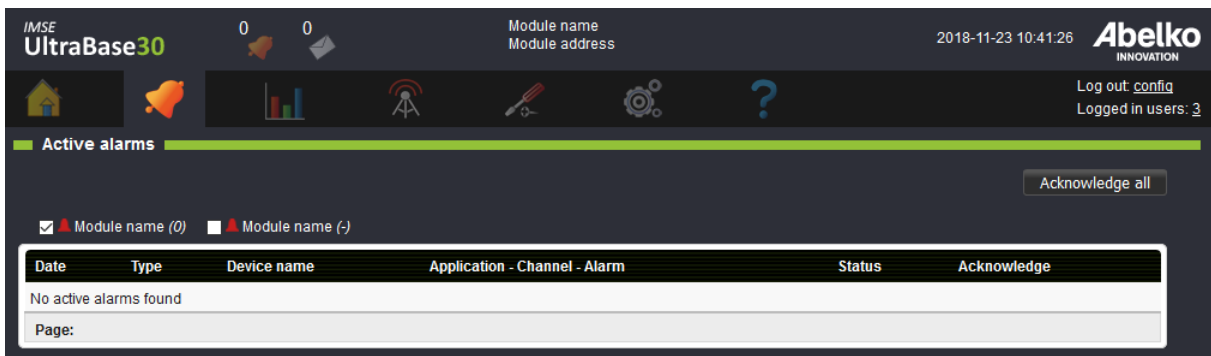 IMSE
UltraBase30
0
0
Module name
Module address
2018-11-23 10:41:26
Abelko
INNOVATION
?
Log out: config
Logged in users: 3
Active alarms
Acknowledge all
Module name (0)
Module name (-)
Date Type Device name Application - Channel - Alarm Status Acknowledge
No active alarms found
Page: